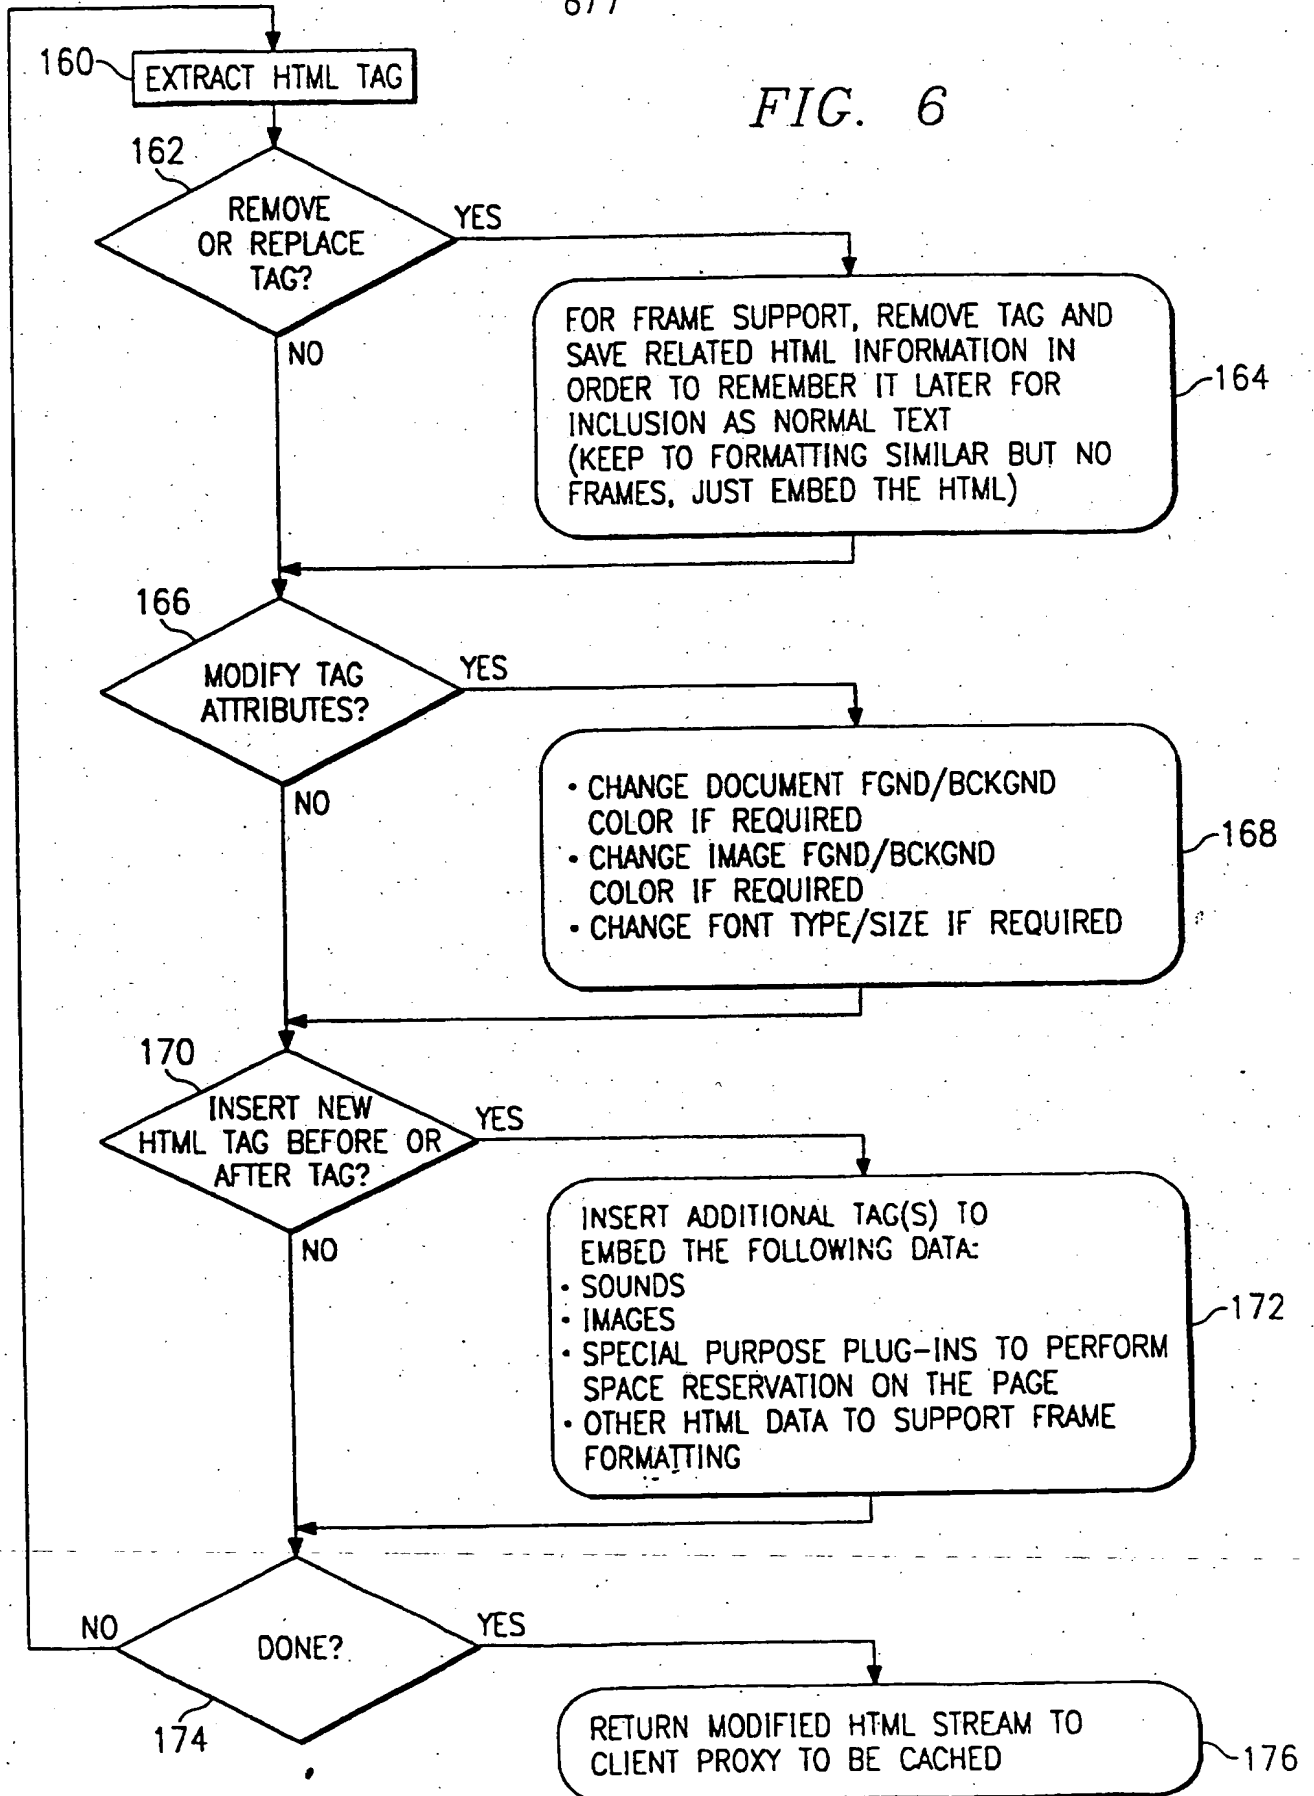 6/7
160
EXTRACT HTML TAG
FIG. 6
162
REMOVE
OR REPLACE
TAG?
YES
NO
FOR FRAME SUPPORT, REMOVE TAG AND
SAVE RELATED HTML INFORMATION IN
ORDER TO REMEMBER IT LATER FOR
INCLUSION AS NORMAL TEXT
(KEEP TO FORMATTING SIMILAR BUT NO
FRAMES, JUST EMBED THE HTML)
164
166
MODIFY TAG
ATTRIBUTES?
YES
NO
• CHANGE DOCUMENT FGND/BCKGND
COLOR IF REQUIRED
• CHANGE IMAGE FGND/BCKGND
COLOR IF REQUIRED
• CHANGE FONT TYPE/SIZE IF REQUIRED
168
170
INSERT NEW
HTML TAG BEFORE OR
AFTER TAG?
YES
NO
INSERT ADDITIONAL TAG(S) TO
EMBED THE FOLLOWING DATA:
• SOUNDS
• IMAGES
• SPECIAL PURPOSE PLUG-INS TO PERFORM
SPACE RESERVATION ON THE PAGE
• OTHER HTML DATA TO SUPPORT FRAME
FORMATTING
172
NO
DONE?
YES
174
RETURN MODIFIED HTML STREAM TO
CLIENT PROXY TO BE CACHED
176